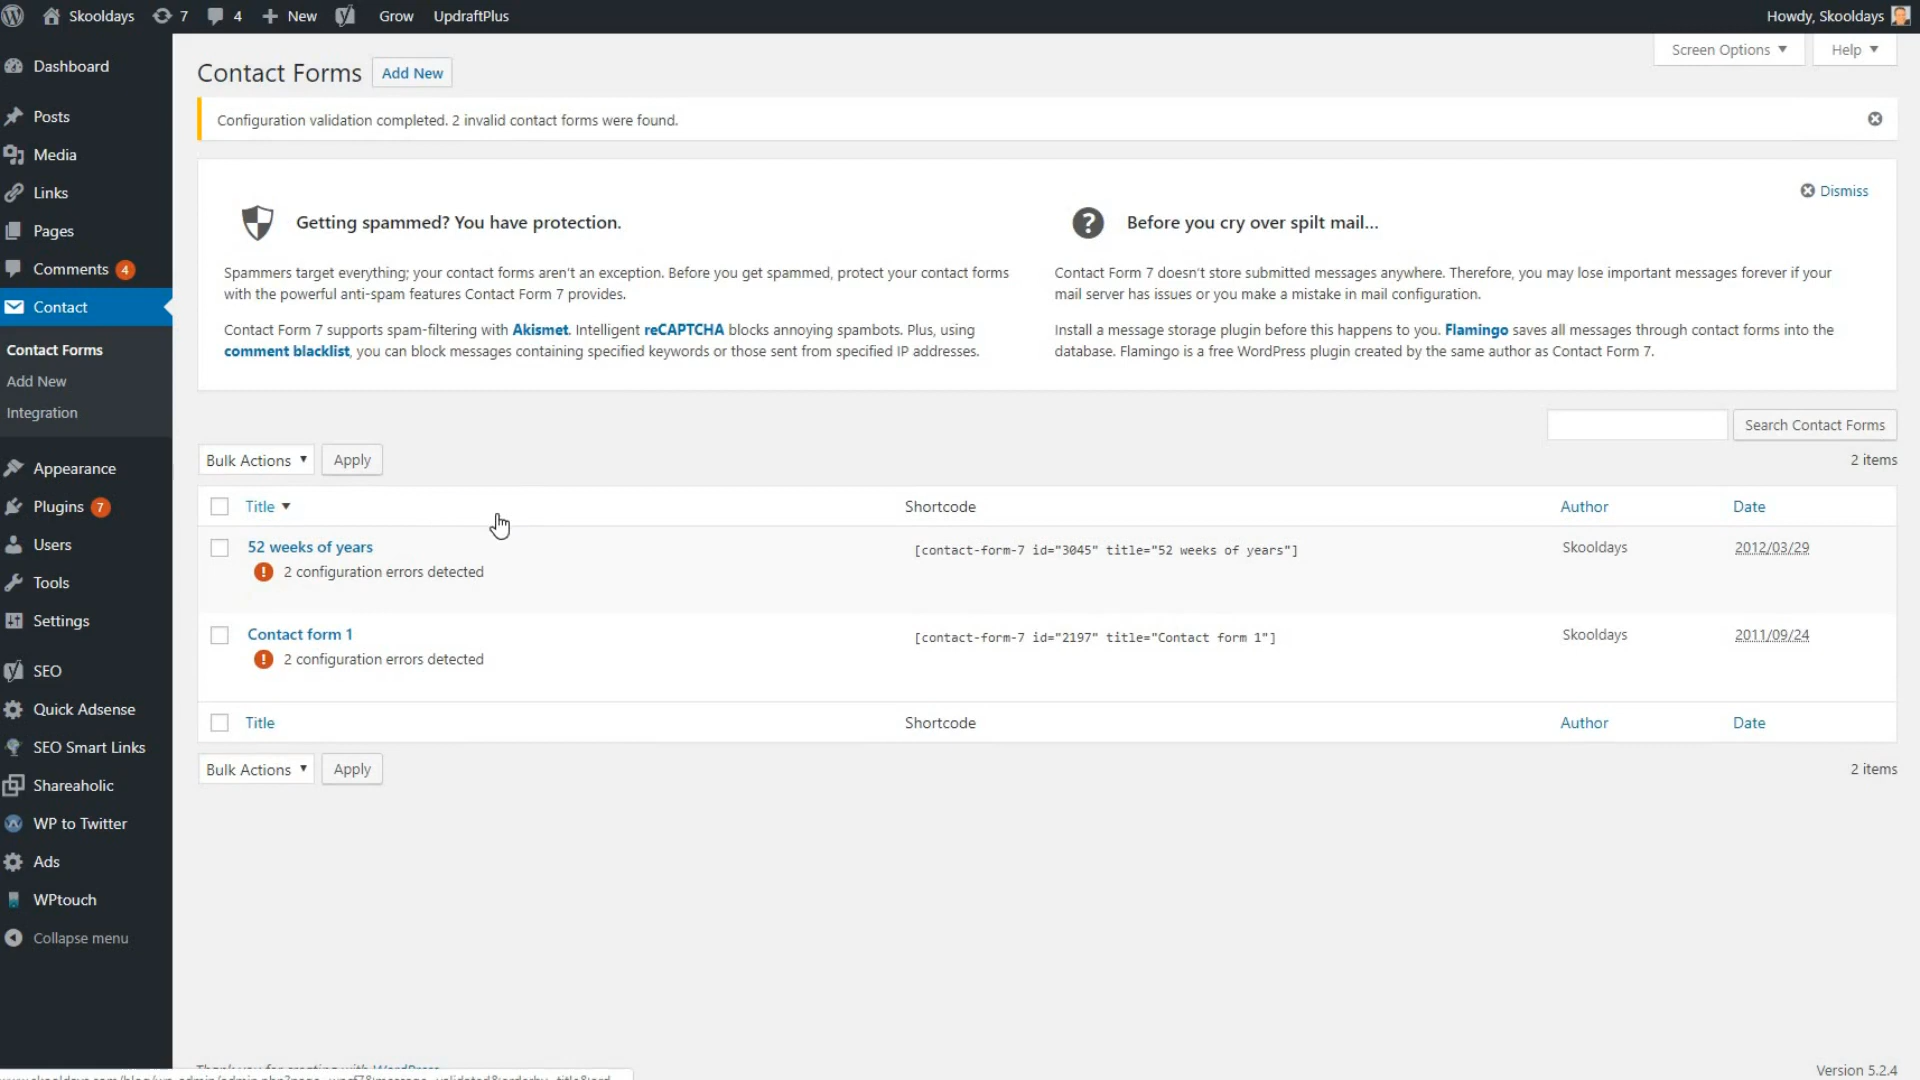 Skooldays 7 4 New Grow UpdraftPlus Howdy, Skooldays
Screen Options Help
Dashboard
Posts
Media
Links
Pages
Comments 4
Contact
Contact Forms
Add New
Integration
Appearance
Plugins 7
Users
Tools
Settings
SEO
Quick Adsense
SEO Smart Links
Shareaholic
WP to Twitter
Ads
WPtouch
Collapse menu
Contact Forms Add New
Configuration validation completed. 2 invalid contact forms were found.
Dismiss
Getting spammed? You have protection.
Spammers target everything; your contact forms aren't an exception. Before you get spammed, protect your contact forms
with the powerful anti-spam features Contact Form 7 provides.
Contact Form 7 supports spam-filtering with Akismet. Intelligent reCAPTCHA blocks annoying spambots. Plus, using
comment blacklist, you can block messages containing specified keywords or those sent from specified IP addresses.
Before you cry over spilt mail...
Contact Form 7 doesn't store submitted messages anywhere. Therefore, you may lose important messages forever if your
mail server has issues or you make a mistake in mail configuration.
Install a message storage plugin before this happens to you. Flamingo saves all messages through contact forms into the
database. Flamingo is a free WordPress plugin created by the same author as Contact Form 7.
Search Contact Forms
Bulk Actions Apply 2 items
Title Shortcode Author Date
52 weeks of years [contact-form-7 id="3045" title="52 weeks of years"] Skooldays 2012/03/29
2 configuration errors detected
Contact form 1 [contact-form-7 id="2197" title="Contact form 1"] Skooldays 2011/09/24
2 configuration errors detected
Title Shortcode Author Date
Bulk Actions Apply 2 items
Version 5.2.4